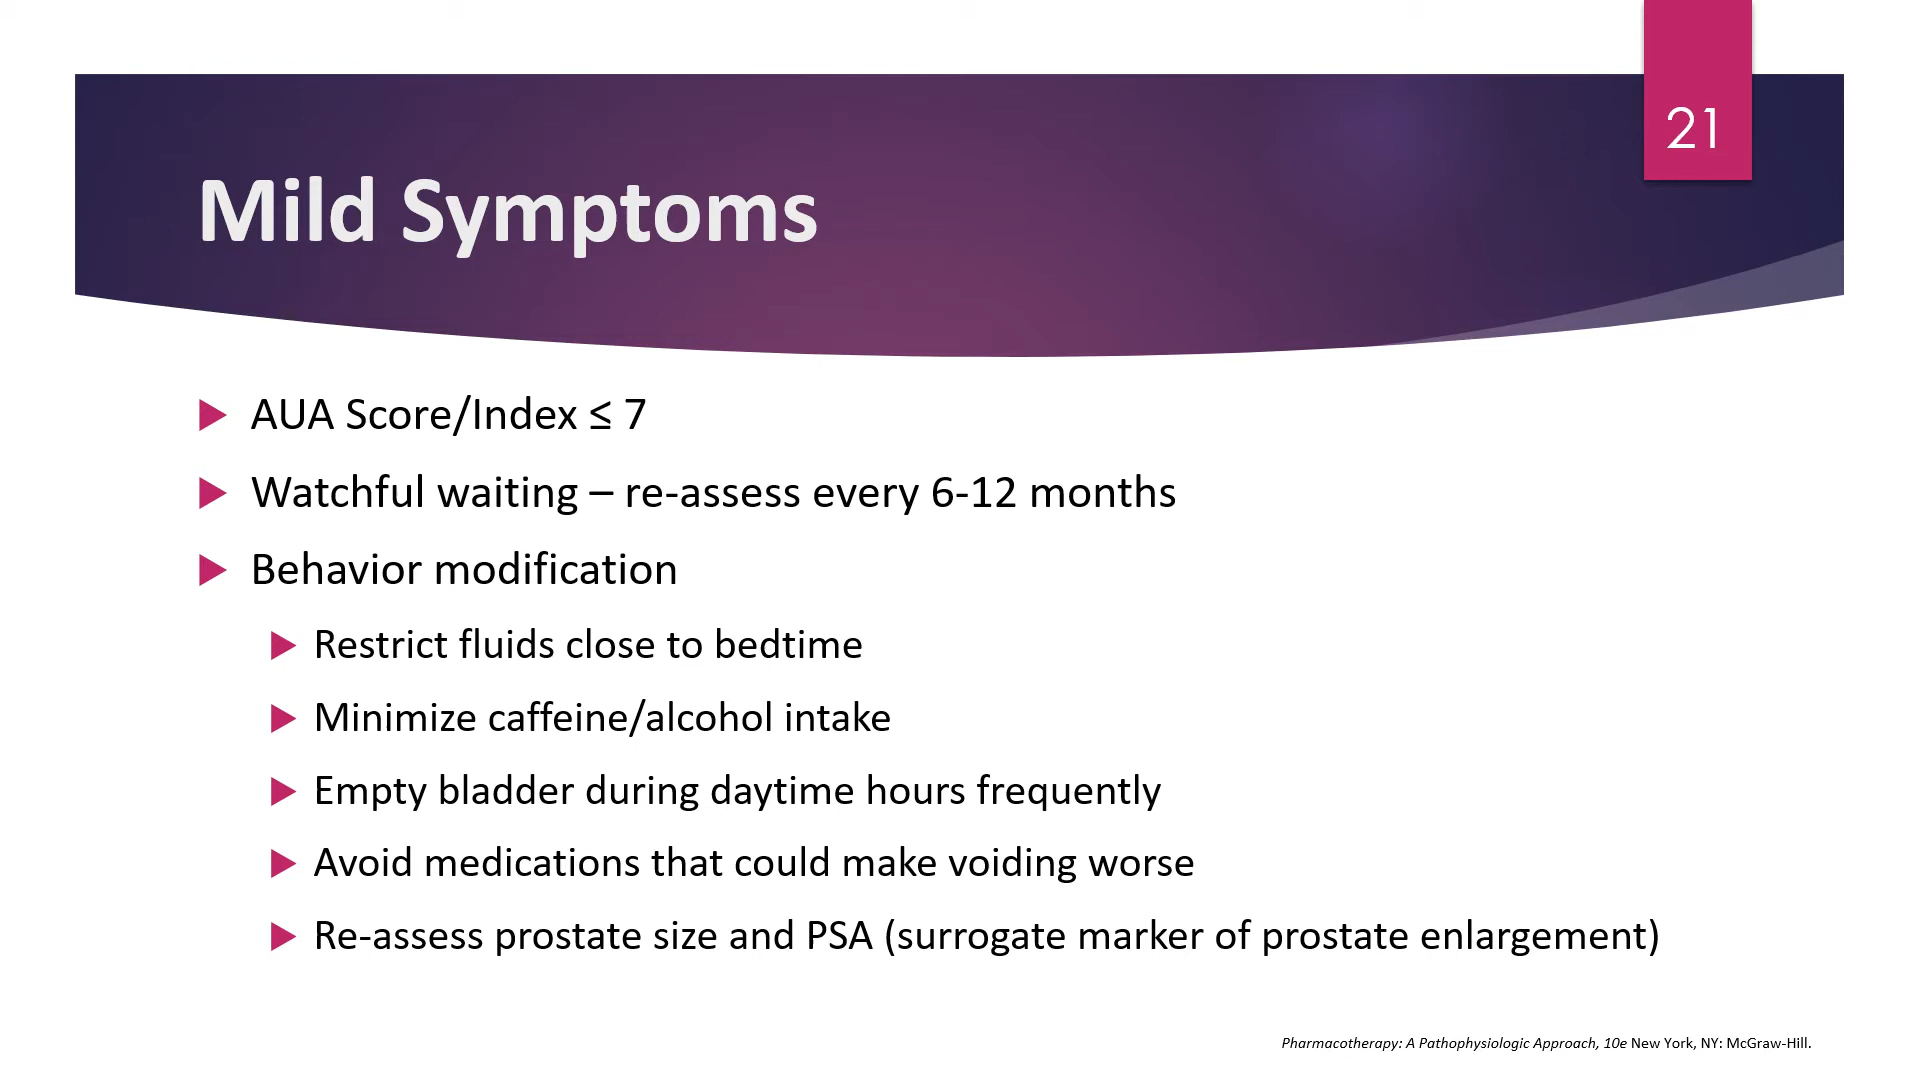 21
Mild Symptoms
AUA Score/Index ≤ 7
Watchful waiting – re-assess every 6-12 months
Behavior modification
Restrict fluids close to bedtime
Minimize caffeine/alcohol intake
Empty bladder during daytime hours frequently
Avoid medications that could make voiding worse
Re-assess prostate size and PSA (surrogate marker of prostate enlargement)
Pharmacotherapy: A Pathophysiologic Approach, 10e New York, NY: McGraw-Hill.